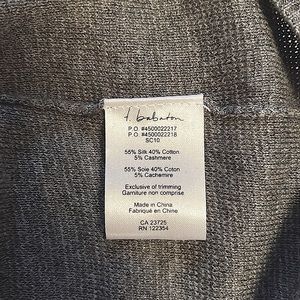 t. babaton
P.O. #4500022217
P.O. #4500022218
SC10
55% Silk 40% Cotton
5% Cashmere
55% Soie 40% Coton
5% Cachemire
Exclusive of trimming
Garniture non comprise
Made in China
Fabriqué en Chine
CA 23725
RN 122354